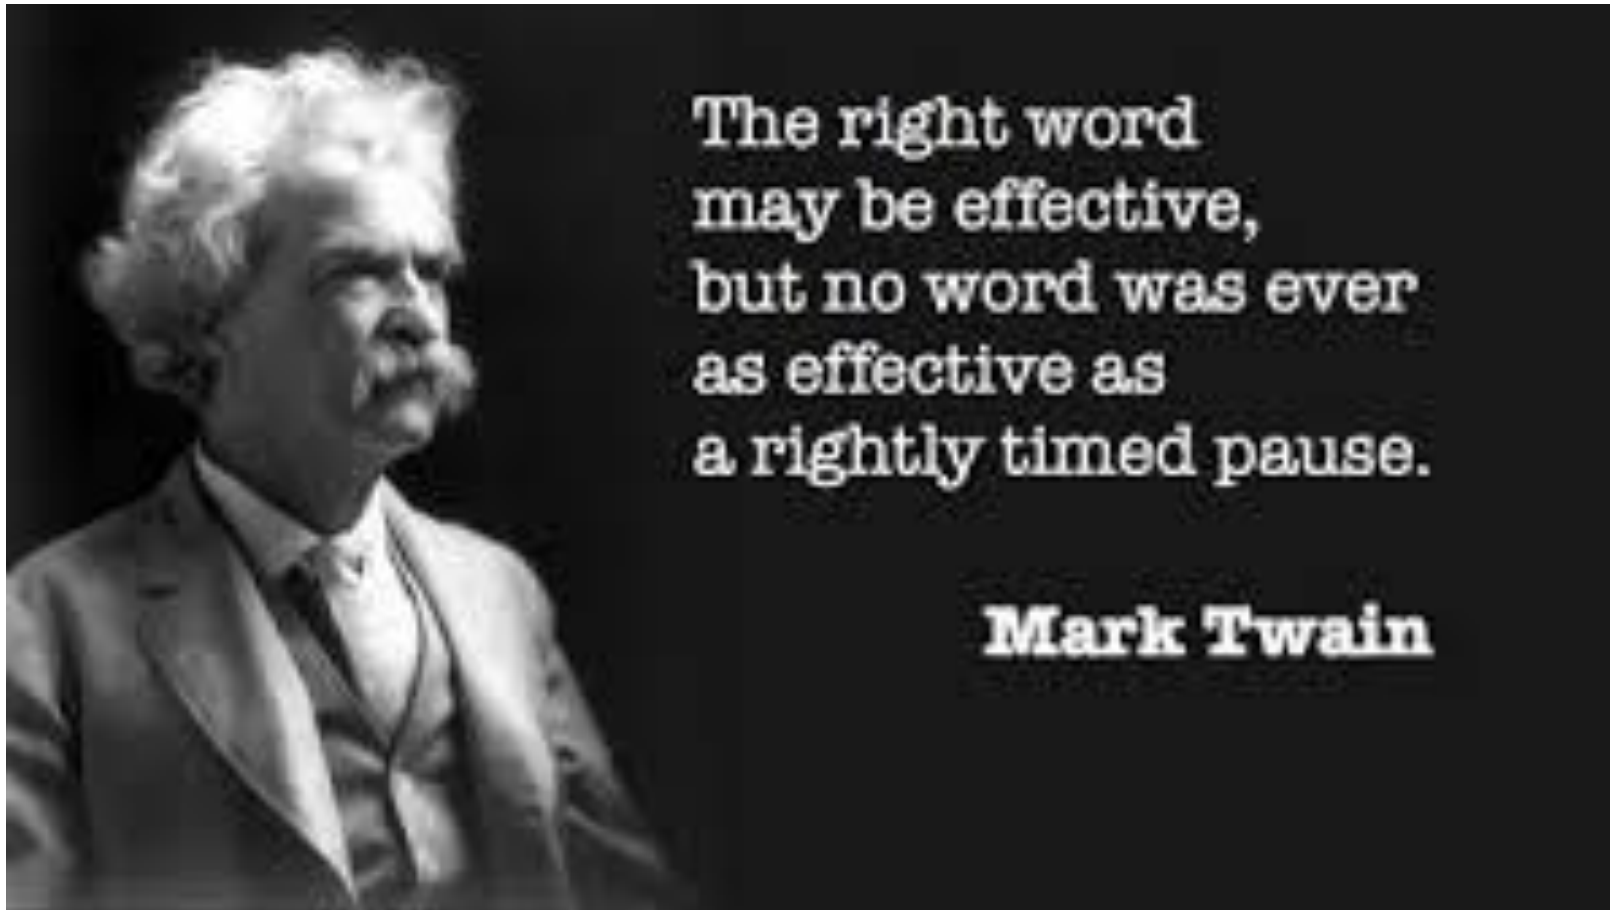 The right word
may be effective,
but no word was ever
as effective as
a rightly timed pause.
Mark Twain